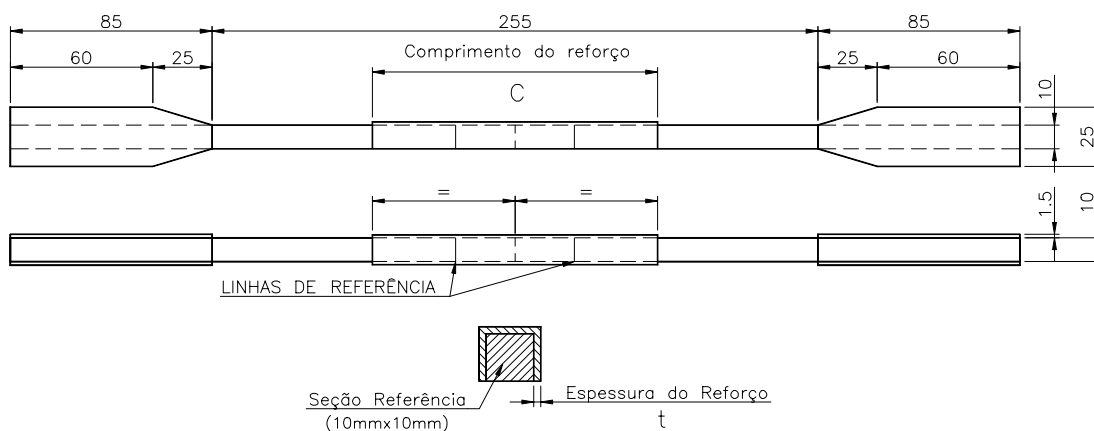 85
255
85
60
25
Comprimento do reforço
25
60
C
10
25
=
=
1.5
10
LINHAS DE REFERÊNCIA
Seção Referência
(10mmx10mm)
Espessura do Reforço
t